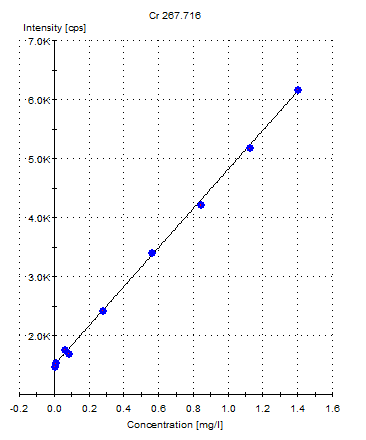 Cr 267.716
Intensity [cps]
7.0K
6.0K
5.0K
4.0K
3.0K
2.0K
-0.2 0.0 0.2 0.4 0.6 0.8 1.0 1.2 1.4 1.6
Concentration [mg/l]